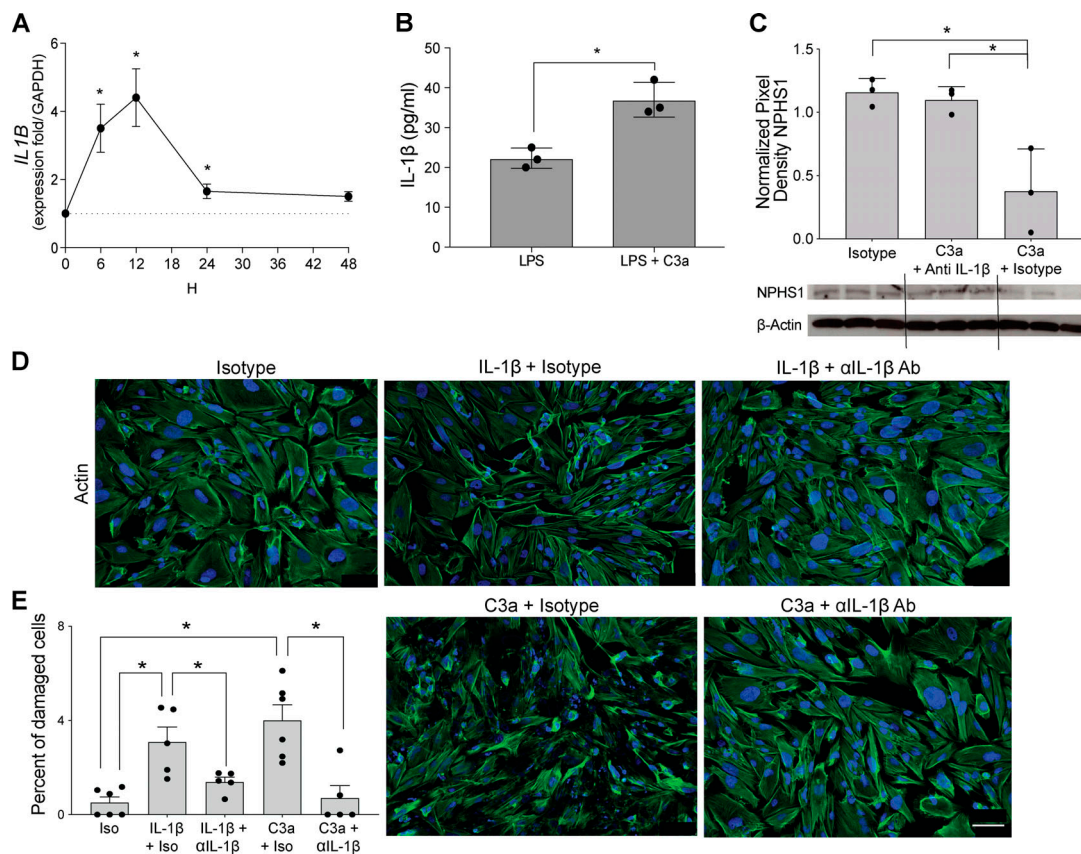 A
IL1B
(expression fold/ GAPDH)
6
4
2
0
*
*
*
0 6 12 18 24 30 36 42 48
H
B
IL-1β (pg/ml)
50
40
30
20
10
0
*
LPS
LPS + C3a
C
Normalized Pixel
Density NPHS1
1.5
1.0
0.5
0.0
*
*
Isotype
C3a
+ Anti IL-1β
C3a
+ Isotype
NPHS1
β-Actin
D
Isotype
IL-1β + Isotype
IL-1β + αIL-1β Ab
Actin
E
Percent of damaged cells
8
4
0
*
*
*
*
Iso
IL-1β
+ Iso
IL-1β +
αIL-1β
C3a
+ Iso
C3a +
αIL-1β
C3a + Isotype
C3a + αIL-1β Ab